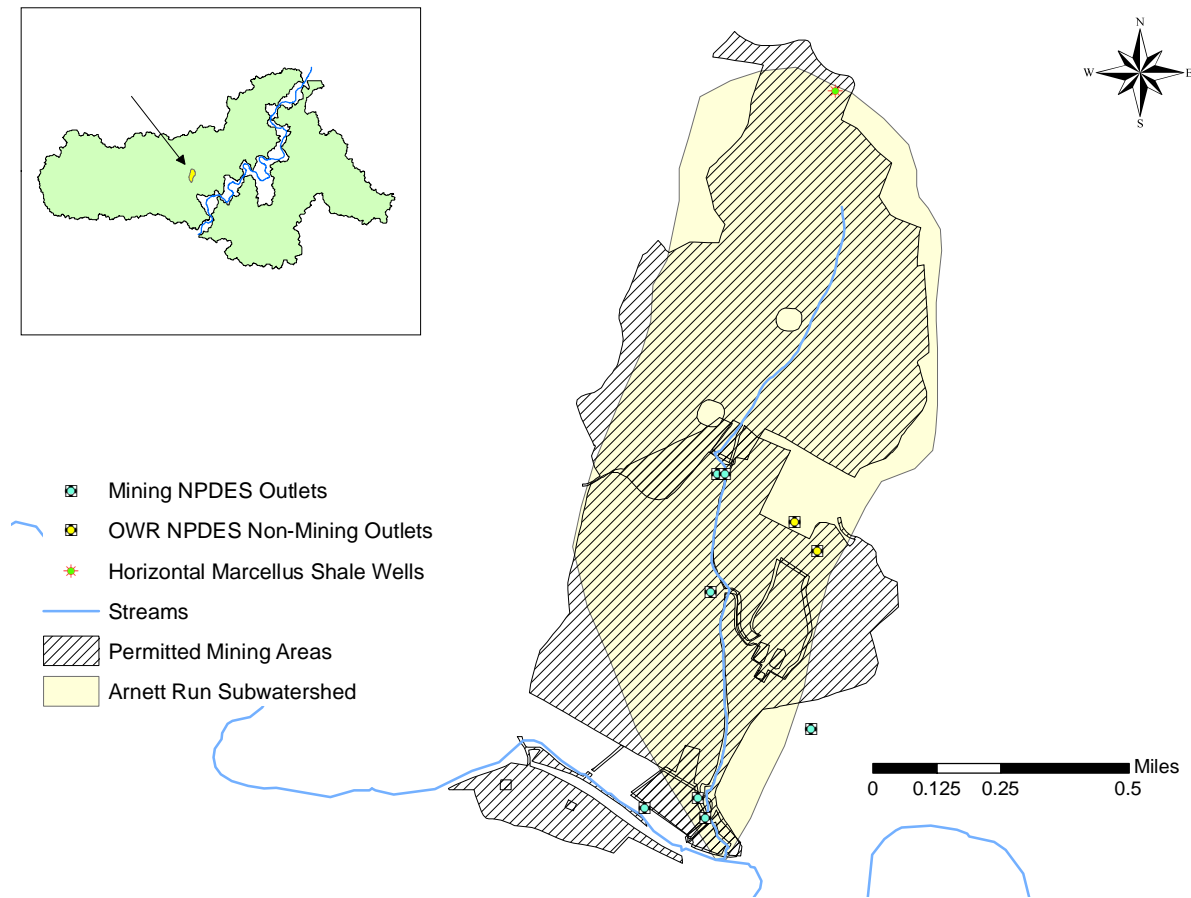 N
W E
S
Mining NPDES Outlets
OWR NPDES Non-Mining Outlets
Horizontal Marcellus Shale Wells
Streams
Permitted Mining Areas
Arnett Run Subwatershed
Miles
0 0.125 0.25 0.5